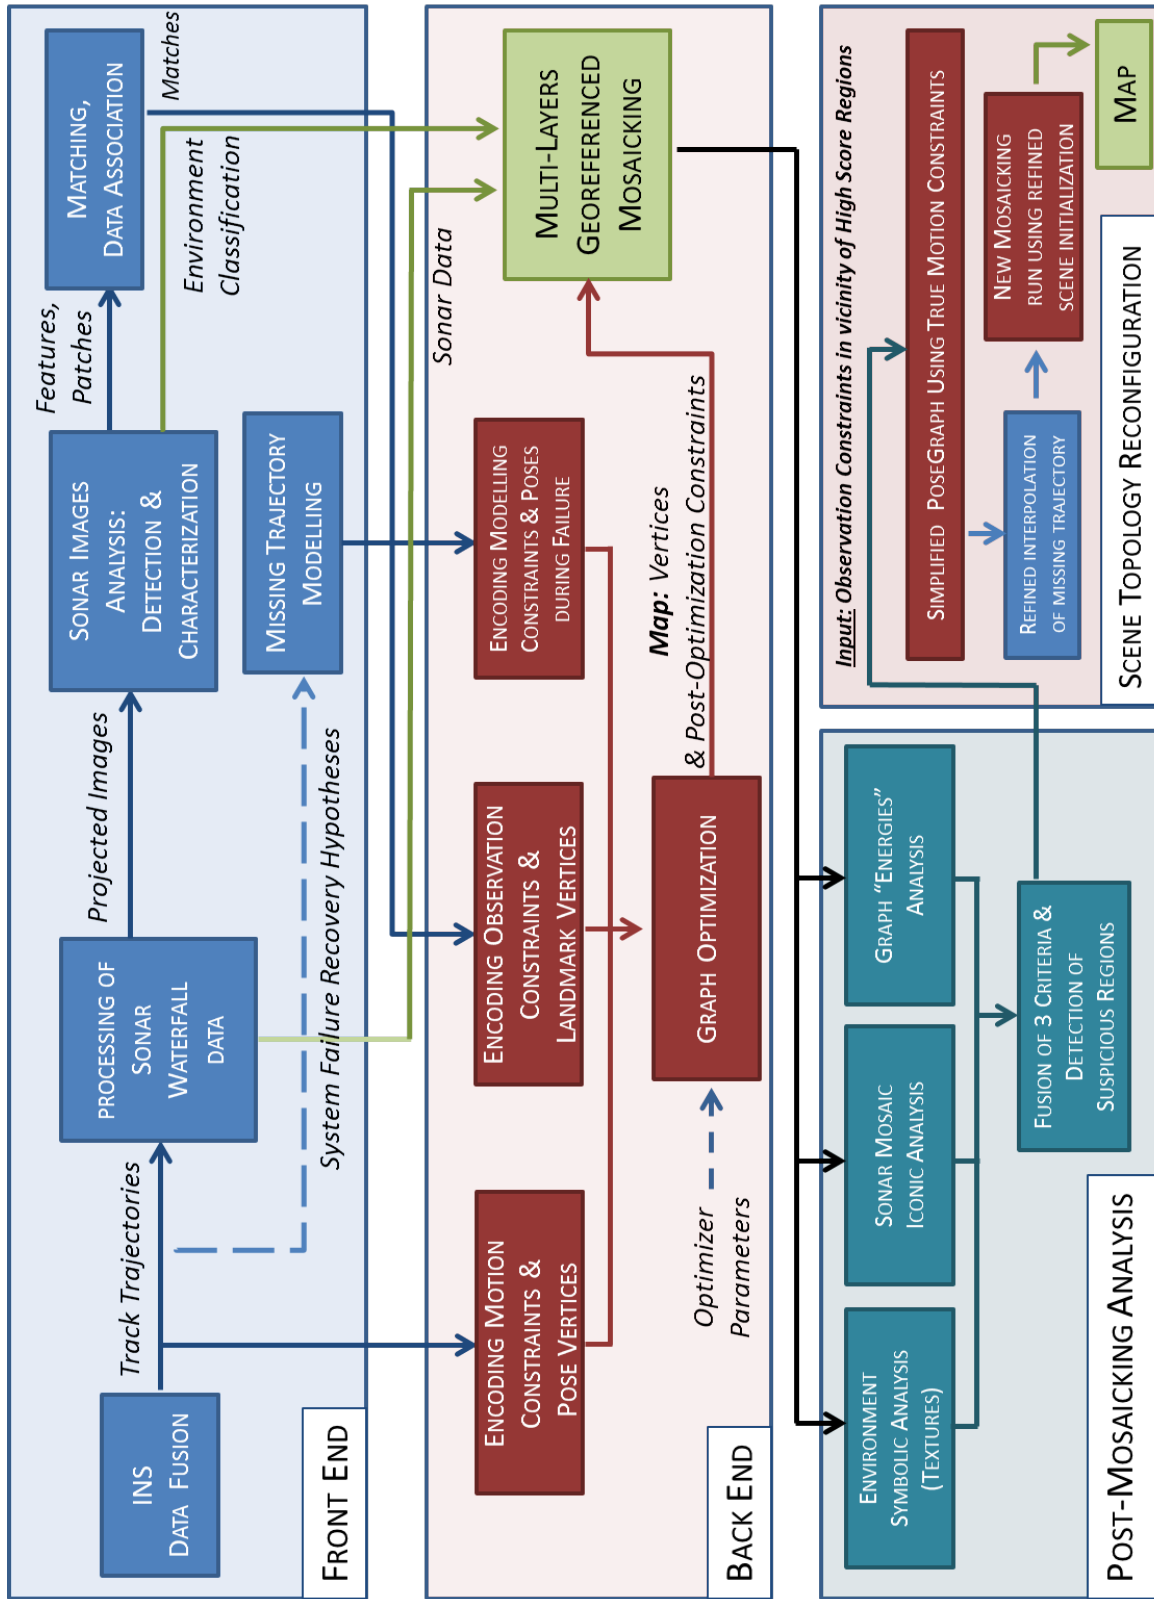 INS
DATA FUSION
Track Trajectories
PROCESSING OF
SONAR
WATERFALL
DATA
Projected Images
SONAR IMAGES
ANALYSIS:
DETECTION &
CHARACTERIZATION
Features,
Patches
MATCHING,
DATA ASSOCIATION
Matches
Environment
Classification
System Failure Recovery Hypotheses
MISSING TRAJECTORY
MODELLING
FRONT END
Sonar Data
ENCODING MOTION
CONSTRAINTS &
POSE VERTICES
ENCODING OBSERVATION
CONSTRAINTS &
LANDMARK VERTICES
ENCODING MODELLING
CONSTRAINTS & POSES
DURING FAILURE
MULTI-LAYERS
GEOREFERENCED
MOSAICKING
Optimizer
Parameters
GRAPH OPTIMIZATION
Map: Vertices
& Post-Optimization Constraints
BACK END
ENVIRONMENT
SYMBOLIC ANALYSIS
(TEXTURES)
SONAR MOSAIC
ICONIC ANALYSIS
GRAPH “ENERGIES”
ANALYSIS
FUSION OF 3 CRITERIA &
DETECTION OF
SUSPICIOUS REGIONS
POST-MOSAICKING ANALYSIS
Input: Observation Constraints in vicinity of High Score Regions
SIMPLIFIED POSEGRAPH USING TRUE MOTION CONSTRAINTS
REFINED INTERPOLATION
OF MISSING TRAJECTORY
NEW MOSAICKING
RUN USING REFINED
SCENE INITIALIZATION
SCENE TOPOLOGY RECONFIGURATION
MAP